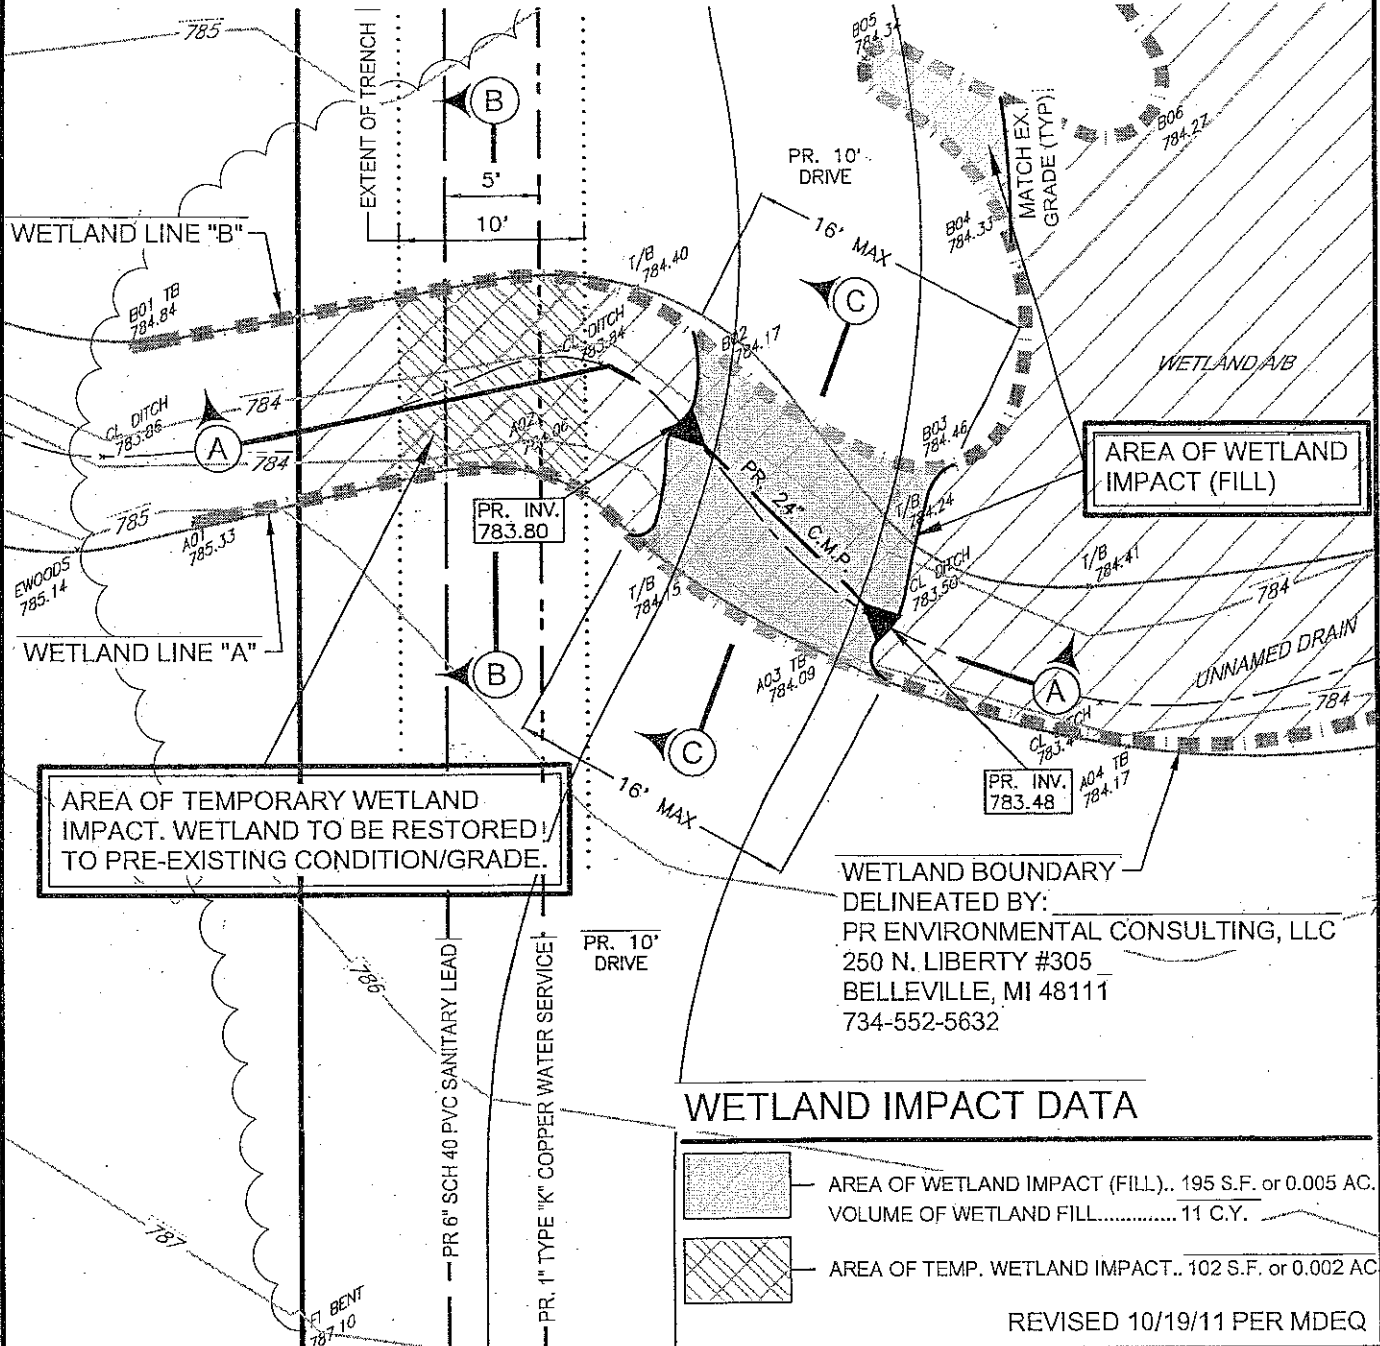 785
EXTENT OF TRENCH
B
5'
10'
B05
784.34
MATCH EX.
GRADE (TYP)
B06
784.27
PR. 10'
DRIVE
16' MAX
B04
784.33
WETLAND LINE "B"
T/B
784.40
B01 TB
784.84
C
CL DITCH
783.84
B02
784.17
WETLAND A/B
CL DITCH
783.86
784
A
784
A02
784.06
B03
784.46
AREA OF WETLAND
IMPACT (FILL)
PR. 24" C.M.P.
785
A01
785.33
PR. INV.
783.80
T/B
784.24
T/B
784.41
EWOODS
785.14
T/B
784.15
CL DITCH
783.50
784
WETLAND LINE "A"
UNNAMED DRAIN
B
A03 TB
784.09
A
784
C
CL DITCH
A04 TB
784.17
PR. INV.
783.48
16' MAX
AREA OF TEMPORARY WETLAND
IMPACT. WETLAND TO BE RESTORED
TO PRE-EXISTING CONDITION/GRADE.
WETLAND BOUNDARY
DELINEATED BY:
PR ENVIRONMENTAL CONSULTING, LLC
250 N. LIBERTY #305
BELLEVILLE, MI 48111
734-552-5632
PR. 10'
DRIVE
786
PR 6" SCH 40 PVC SANITARY LEAD
PR. 1" TYPE "K" COPPER WATER SERVICE
WETLAND IMPACT DATA
AREA OF WETLAND IMPACT (FILL).. 195 S.F. or 0.005 AC.
VOLUME OF WETLAND FILL............. 11 C.Y.
AREA OF TEMP. WETLAND IMPACT.. 102 S.F. or 0.002 AC
787
FI BENT
787.10
REVISED 10/19/11 PER MDEQ